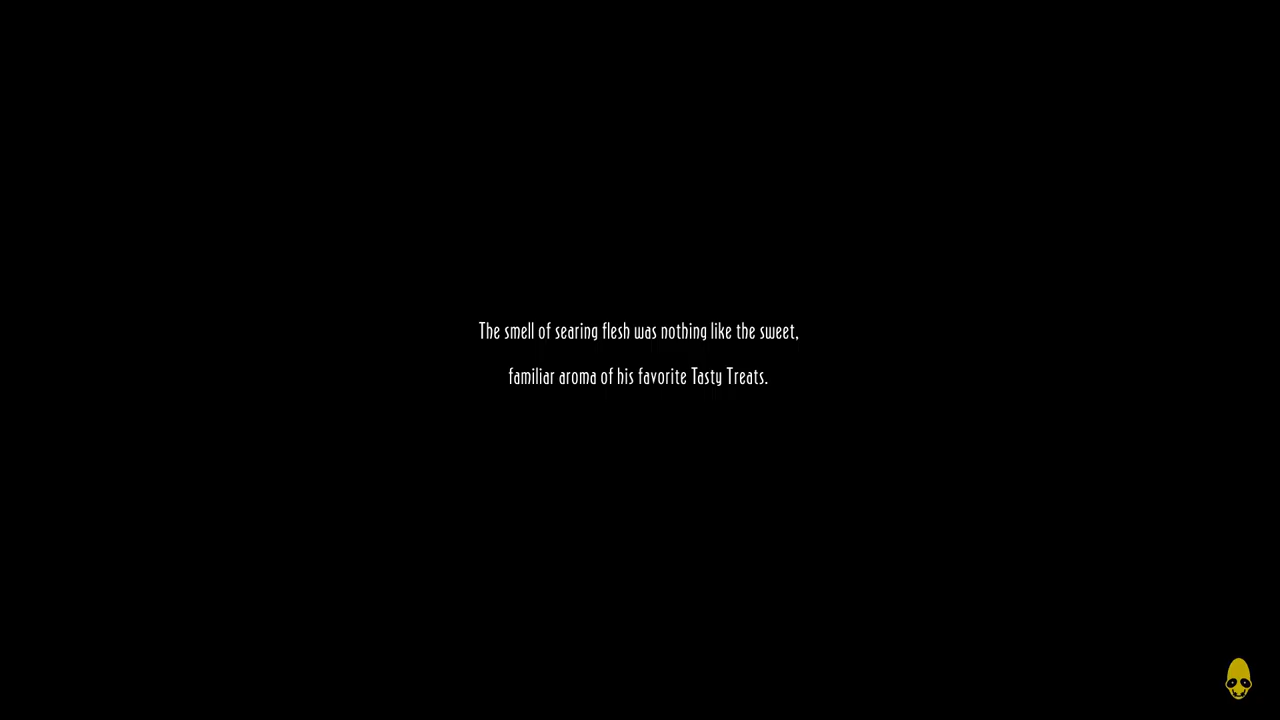 The smell of searing flesh was nothing like the sweet,
familiar aroma of his favorite Tasty Treats.